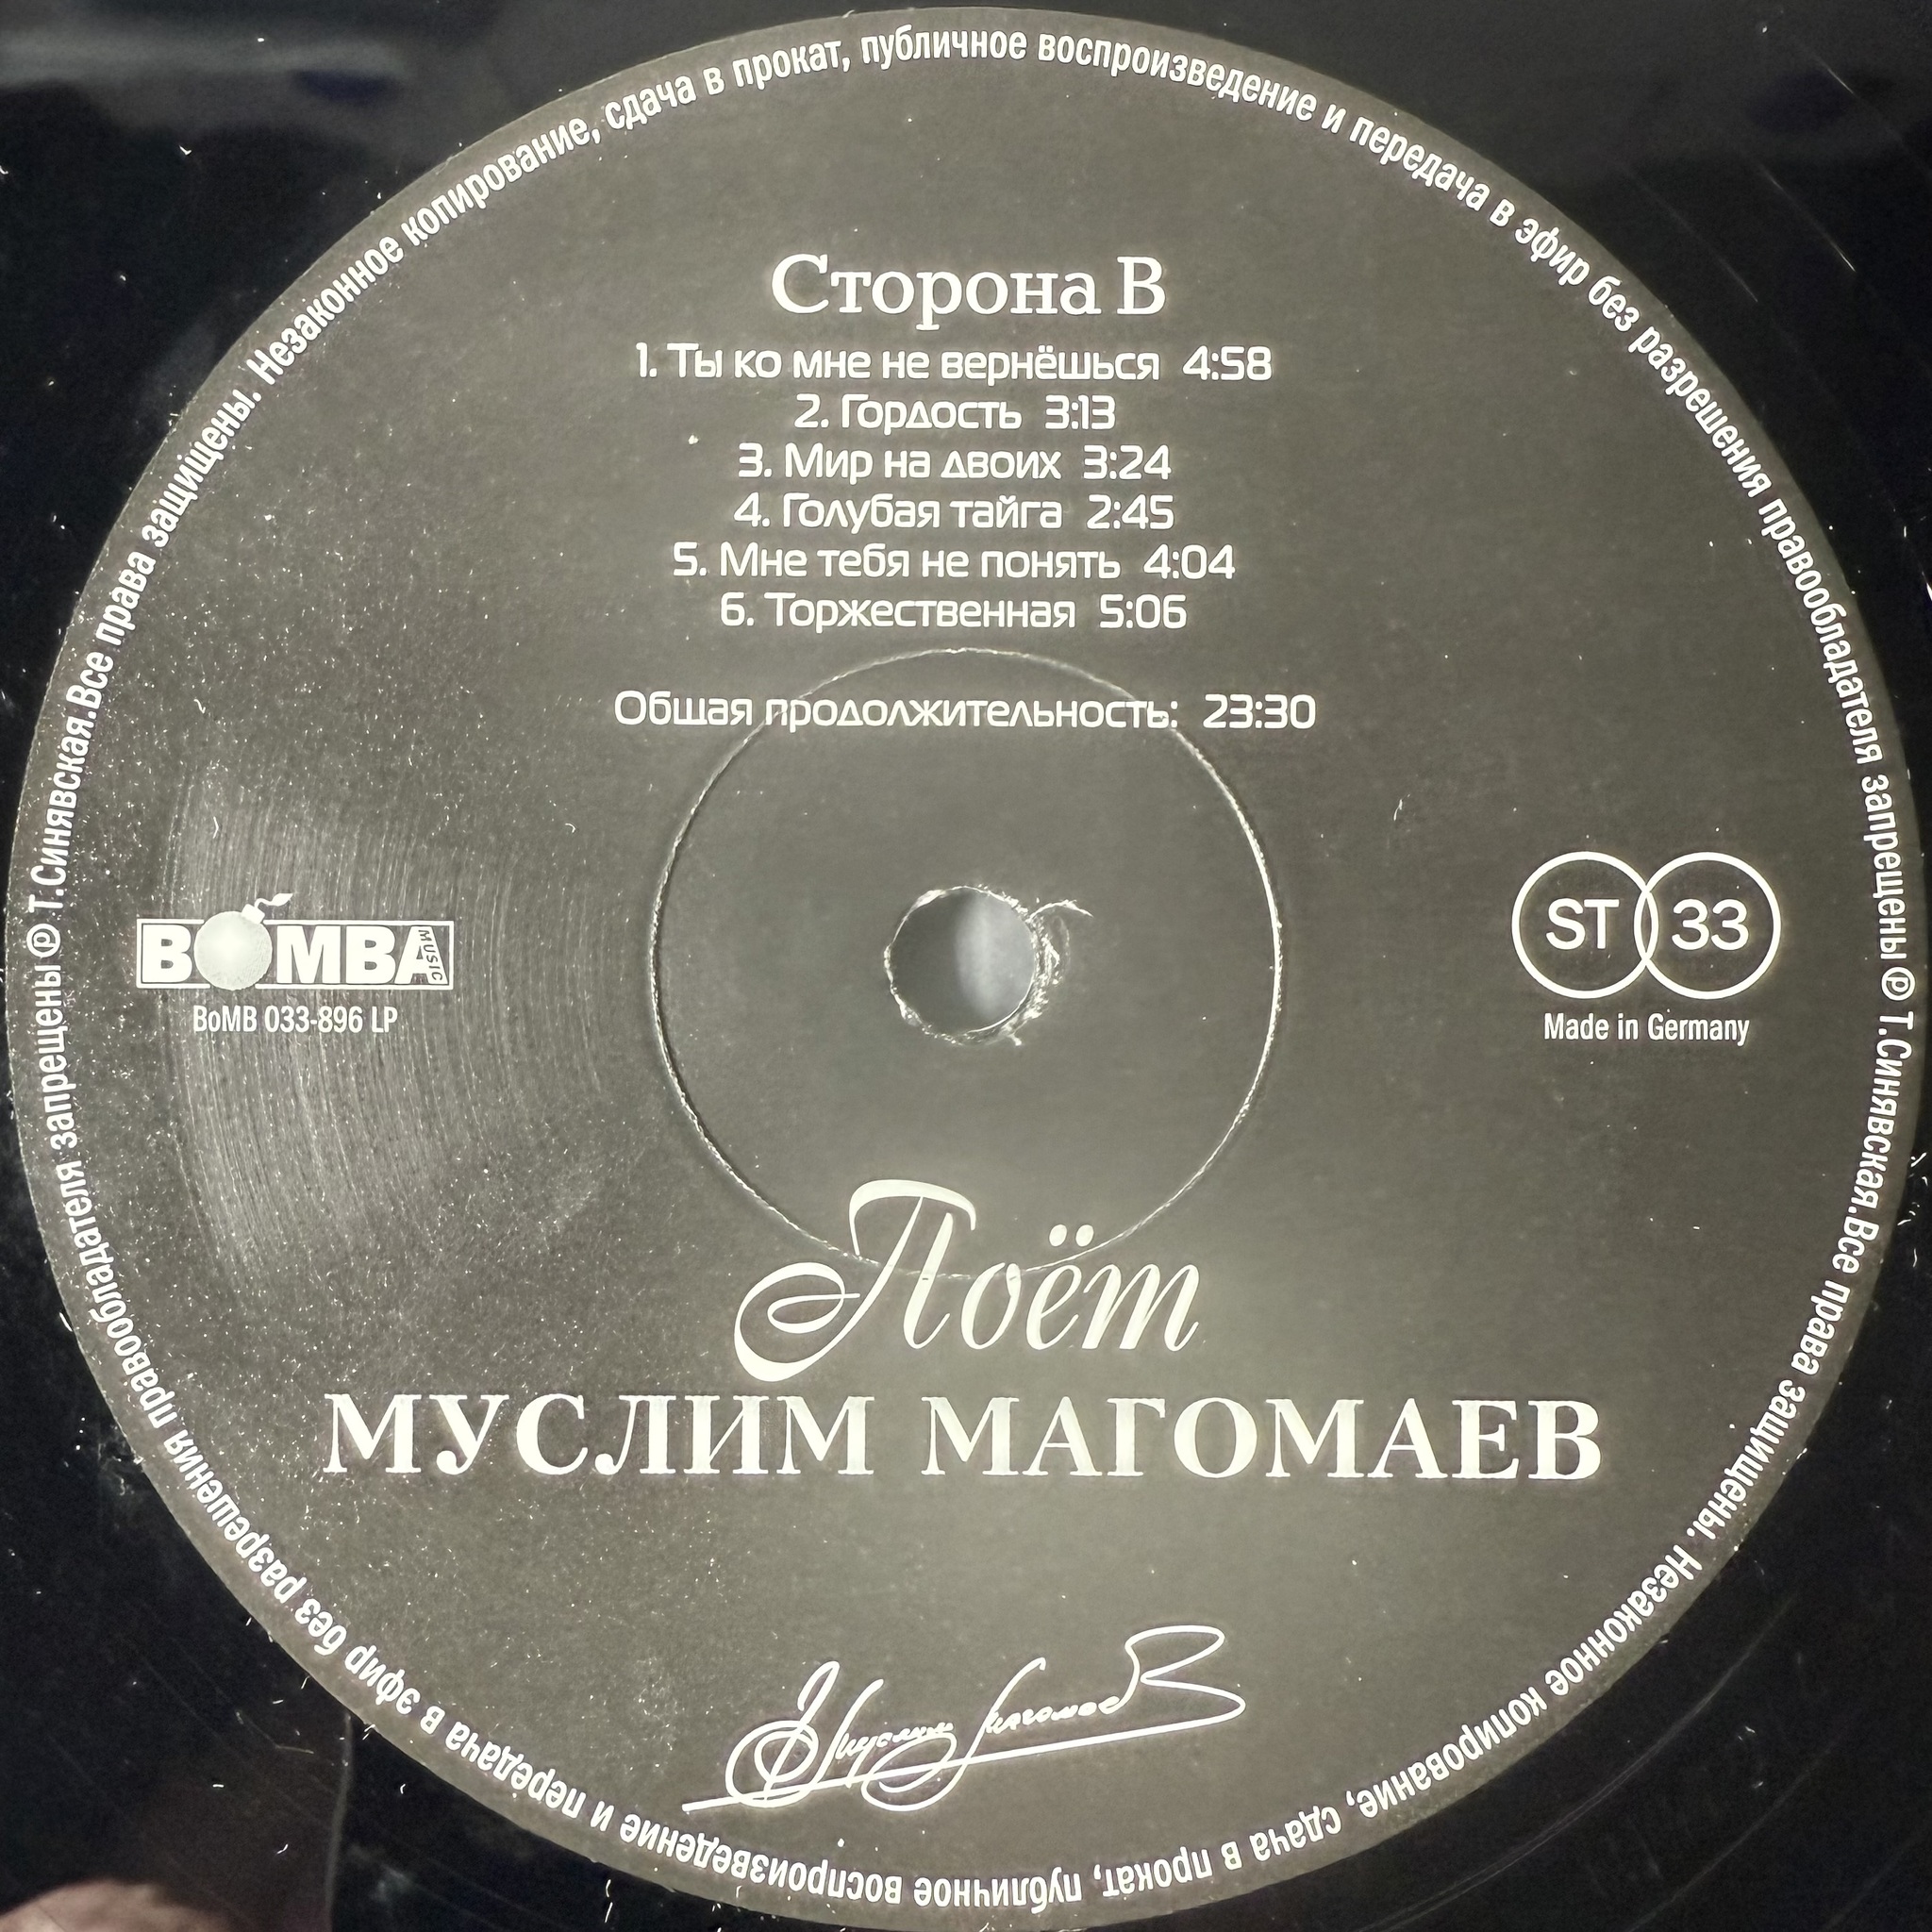 Т.Синявская.Все права защищены. Незаконное копирование, сдача в прокат, публичное воспроизведение и передача в эфир без разрешения правообладателя запрещены ℗ Т.Синявская.Все права защищены. Незаконное копирование, сдача в прокат, публичное воспроизведение и передача в эфир без разрешения правообладателя запрещены ℗
Сторона В
1. Ты ко мне не вернёшься 4:58
2. Гордость 3:13
3. Мир на двоих 3:24
4. Голубая тайга 2:45
5. Мне тебя не понять 4:04
6. Торжественная 5:06
Общая продолжительность: 23:30
BOMBA MUSIC
BoMB 033-896 LP
ST 33
Made in Germany
Поёт
МУСЛИМ МАГОМАЕВ
Муслим Магомаев